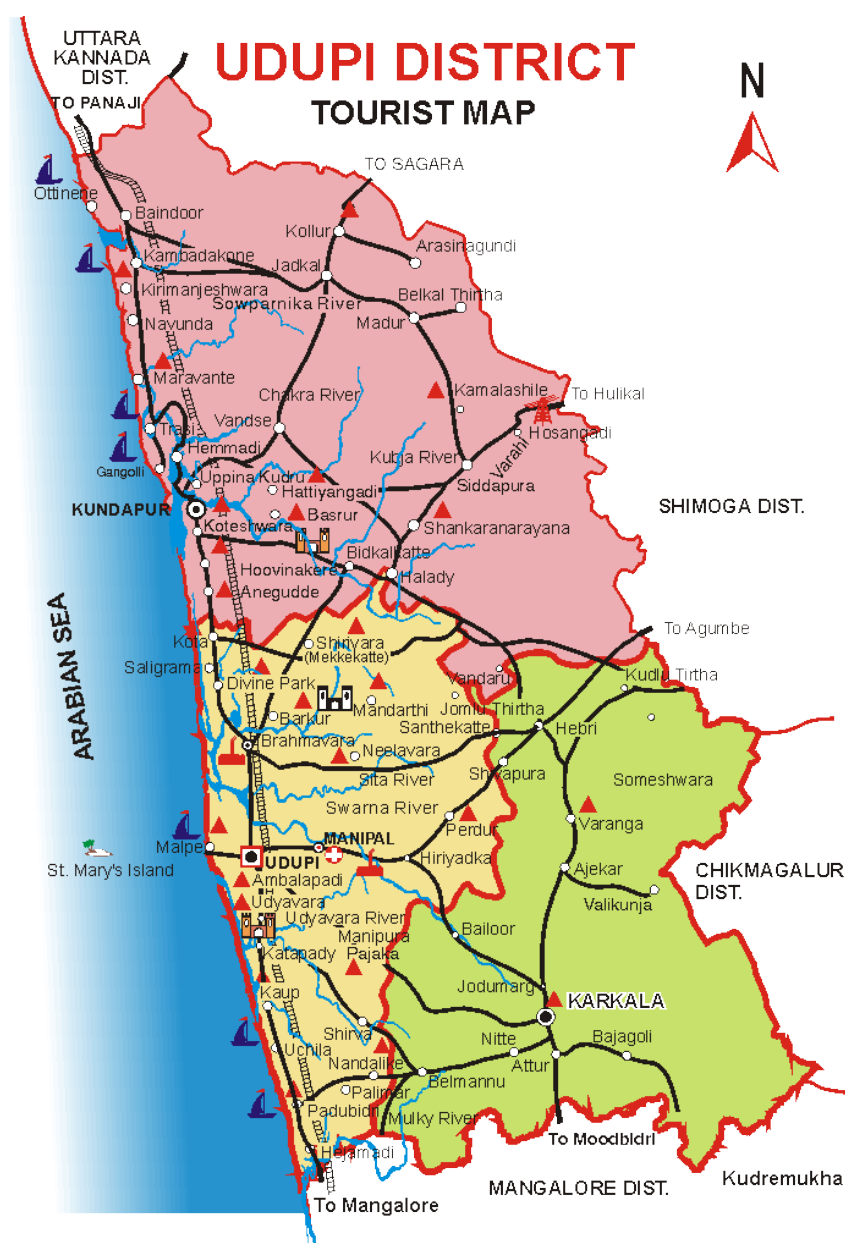 UDUPI DISTRICT
TOURIST MAP
N
UTTARA
KANNADA
DIST.
TO PANAJI
TO SAGARA
Ottinene
Baindoor
Kollur
Arasinagundi
Kambadakone
Jadkal
Kirimanjeshwara
Sowparnika River
Belkal Thirtha
Navunda
Madur
Maravante
Chakra River
Kamalashile
To Hulikal
Trasi
Vandse
Hosangadi
Hemmadi
Kubja River
Varahi
Gangolli
Uppina Kudru
Siddapura
Hattiyangadi
KUNDAPUR
Basrur
SHIMOGA DIST.
Koteshwara
Shankaranarayana
Bidkalkatte
Hoovinakere
Halady
Anegudde
ARABIAN SEA
Kota
Shirivara
(Mekkekatte)
To Agumbe
Saligrama
Divine Park
Vandaru
Kudlu Tirtha
Mandarthi
Jomlu Thirtha
Barkur
Santhekatte
Hebri
Brahmavara
Neelavara
Sita River
Shivapura
Someshwara
Swarna River
Perdur
Varanga
Malpe
MANIPAL
UDUPI
Hiriyadka
St. Mary's Island
Ajekar
CHIKMAGALUR
DIST.
Ambalapadi
Valikunja
Udyavara
Udyavara River
Bailoor
Manipura
Katapady
Pajaka
Jodumarg
Kaup
KARKALA
Shirva
Nitte
Bajagoli
Uchila
Attur
Nandalike
Belmannu
Palimar
Padubidri
Mulky River
To Moodbidri
Hejamadi
Kudremukha
MANGALORE DIST.
To Mangalore